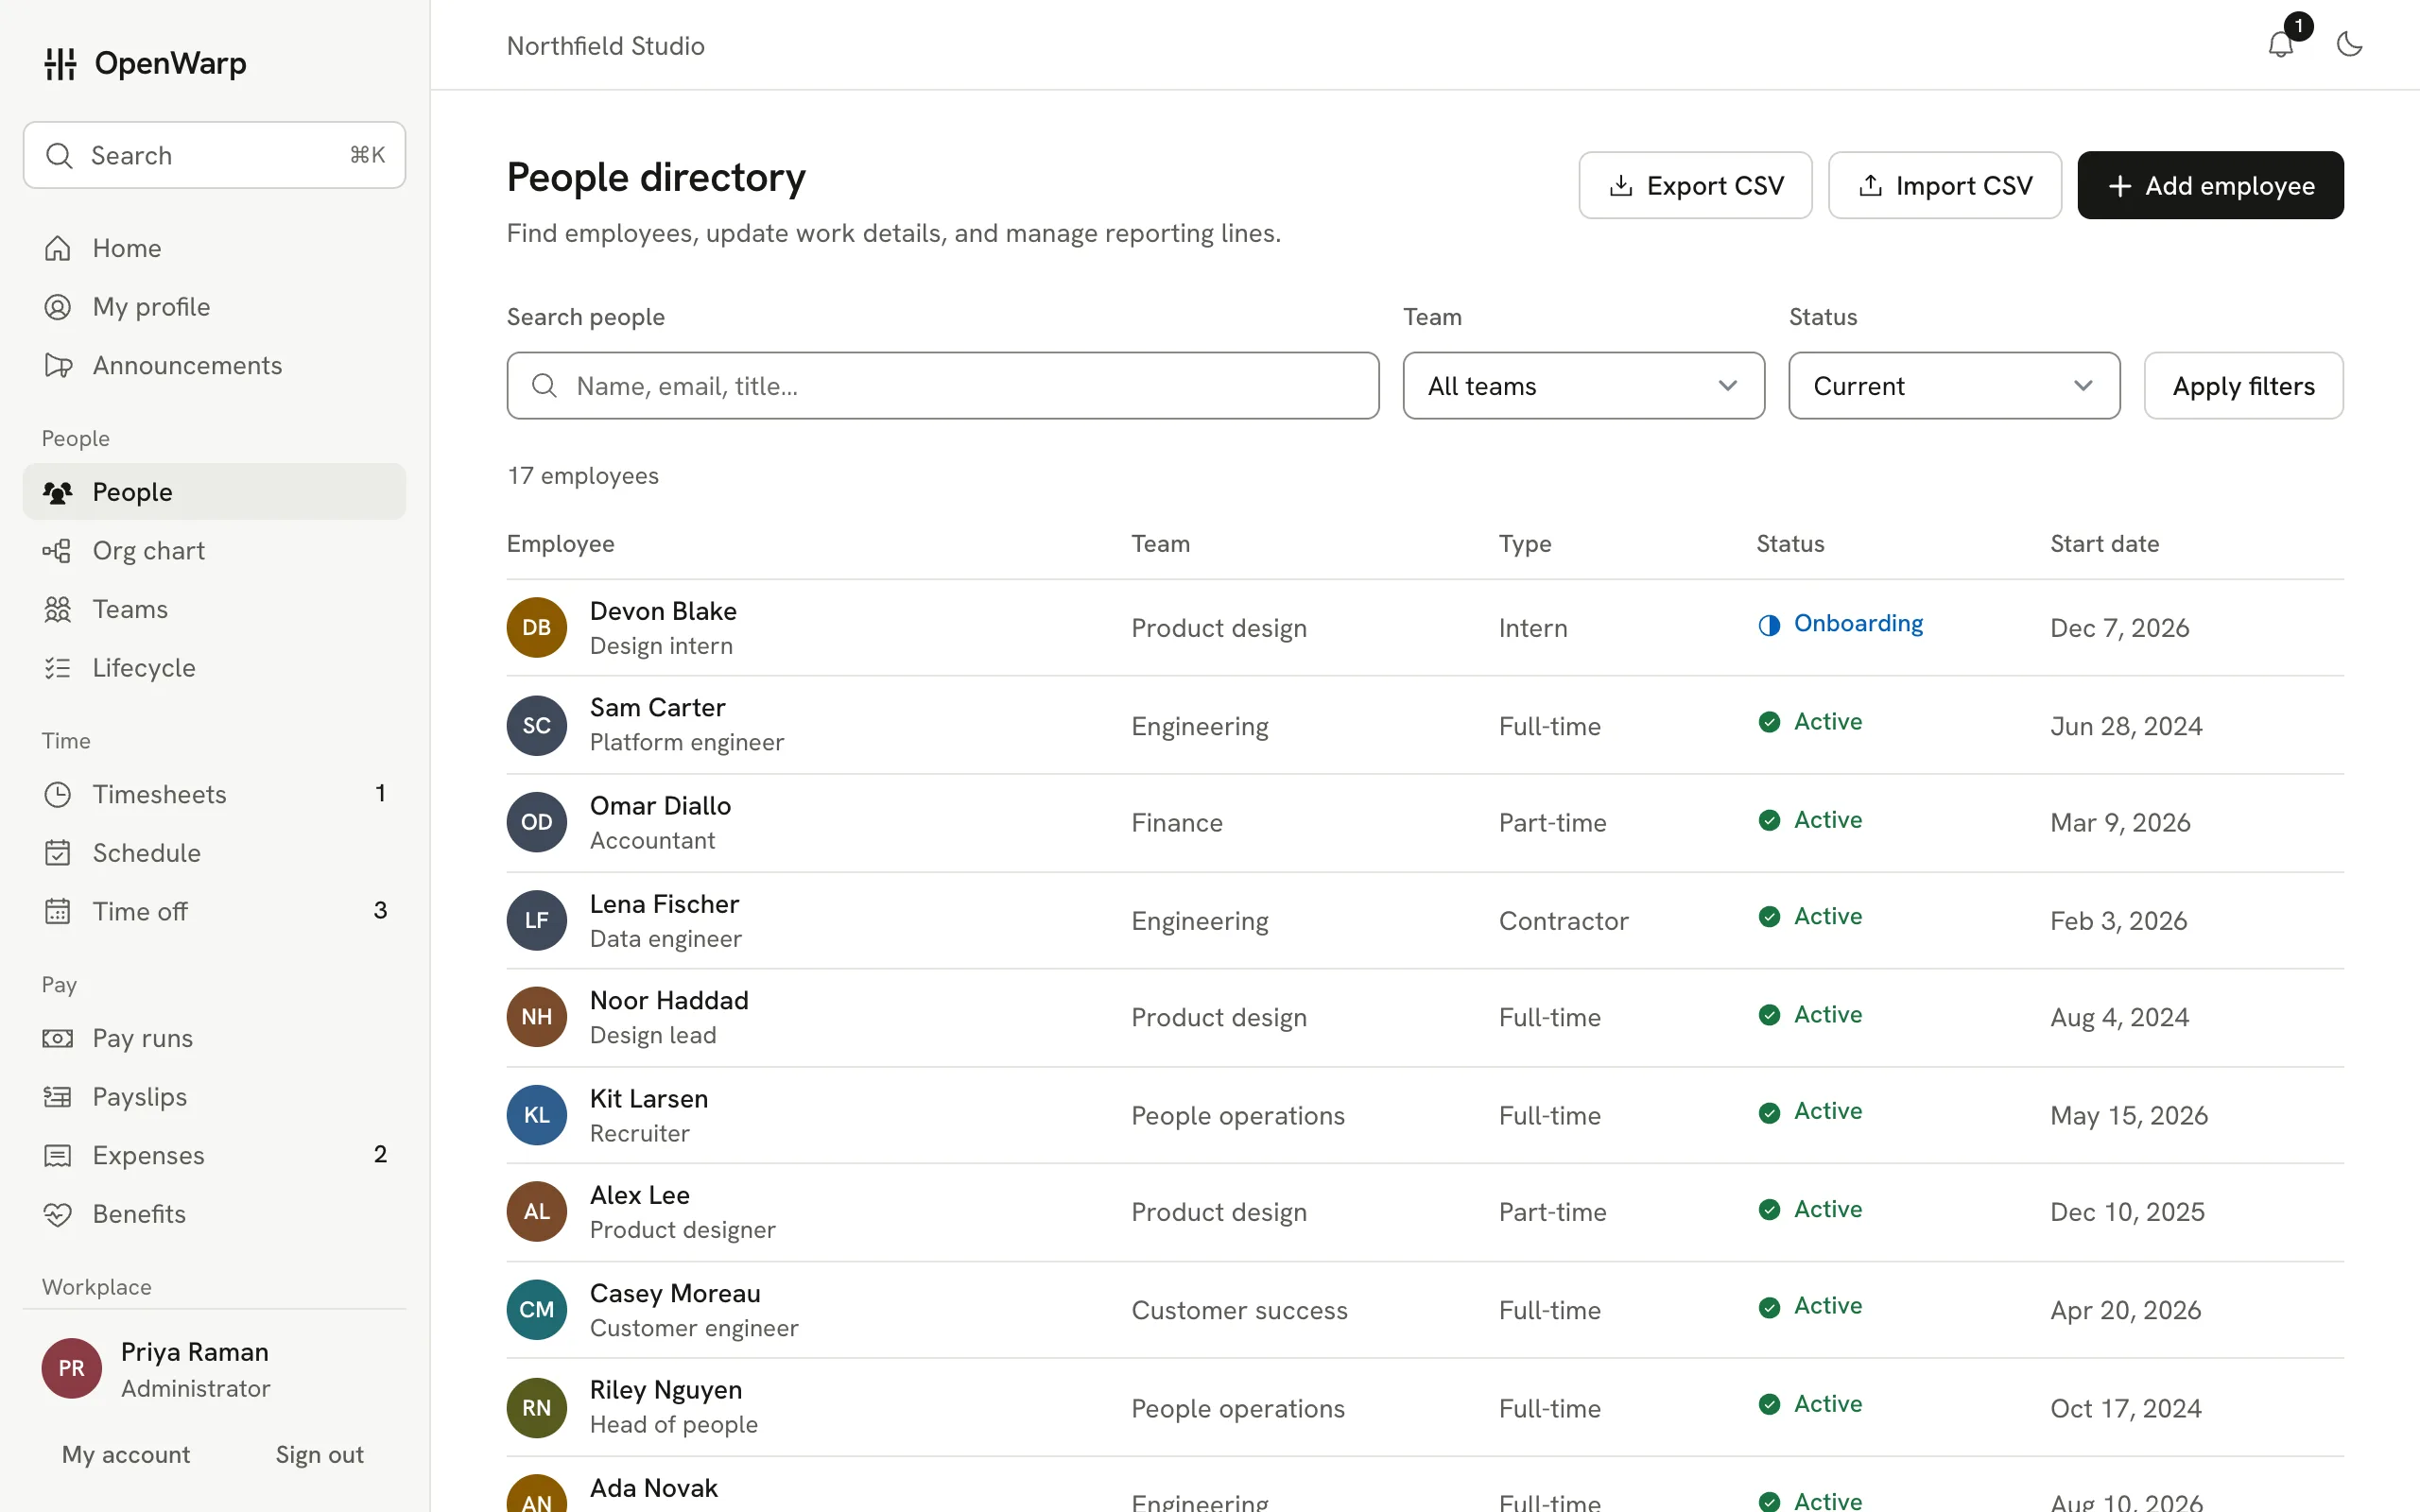 OpenWarp
Search ⌘K
Home
My profile
Announcements
People
People
Org chart
Teams
Lifecycle
Time
Timesheets 1
Schedule
Time off 3
Pay
Pay runs
Payslips
Expenses 2
Benefits
Workplace
PR Priya Raman
Administrator
My account Sign out
Northfield Studio
1
People directory
Find employees, update work details, and manage reporting lines.
Export CSV Import CSV Add employee
Search people Team Status
Name, email, title... All teams Current Apply filters
17 employees
Employee Team Type Status Start date
DB Devon Blake Product design Intern Onboarding Dec 7, 2026
Design intern
SC Sam Carter Engineering Full-time Active Jun 28, 2024
Platform engineer
OD Omar Diallo Finance Part-time Active Mar 9, 2026
Accountant
LF Lena Fischer Engineering Contractor Active Feb 3, 2026
Data engineer
NH Noor Haddad Product design Full-time Active Aug 4, 2024
Design lead
KL Kit Larsen People operations Full-time Active May 15, 2026
Recruiter
AL Alex Lee Product design Part-time Active Dec 10, 2025
Product designer
CM Casey Moreau Customer success Full-time Active Apr 20, 2026
Customer engineer
RN Riley Nguyen People operations Full-time Active Oct 17, 2024
Head of people
AN Ada Novak Engineering Full-time Active Aug 10, 2026